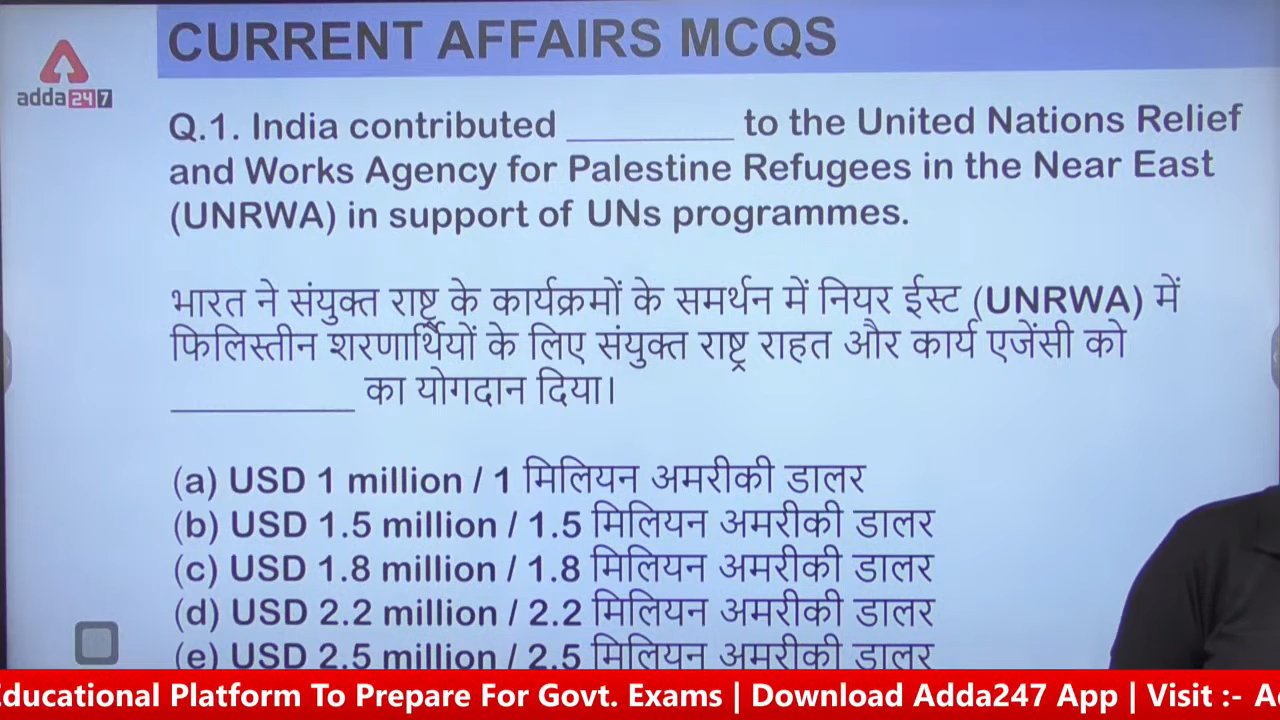 CURRENT AFFAIRS MCQS
adda247
Q.1. India contributed _________ to the United Nations Relief
and Works Agency for Palestine Refugees in the Near East
(UNRWA) in support of UNs programmes.
भारत ने संयुक्त राष्ट्र के कार्यक्रमों के समर्थन में नियर ईस्ट (UNRWA) में
फिलिस्तीन शरणार्थियों के लिए संयुक्त राष्ट्र राहत और कार्य एजेंसी को
__________ का योगदान दिया।
(a) USD 1 million / 1 मिलियन अमरीकी डालर
(b) USD 1.5 million / 1.5 मिलियन अमरीकी डालर
(c) USD 1.8 million / 1.8 मिलियन अमरीकी डालर
(d) USD 2.2 million / 2.2 मिलियन अमरीकी डालर
(e) USD 2.5 million / 2.5 मिलियन अमरीकी डालर
Educational Platform To Prepare For Govt. Exams | Download Adda247 App | Visit :-